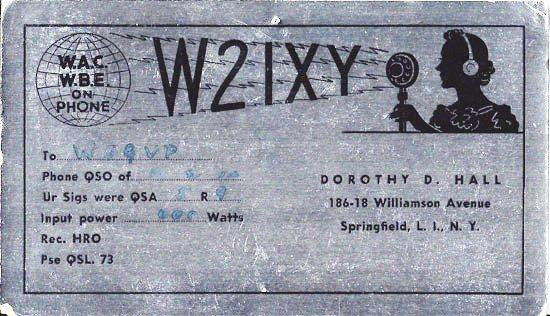 W.A.C.
W.B.E.
ON
PHONE
W2IXY
To
Phone QSO of
Ur Sigs were QSA R 9
Input power Watts
Rec. HRO
Pse QSL. 73
DOROTHY D. HALL
186-18 Williamson Avenue
Springfield, L. I., N. Y.